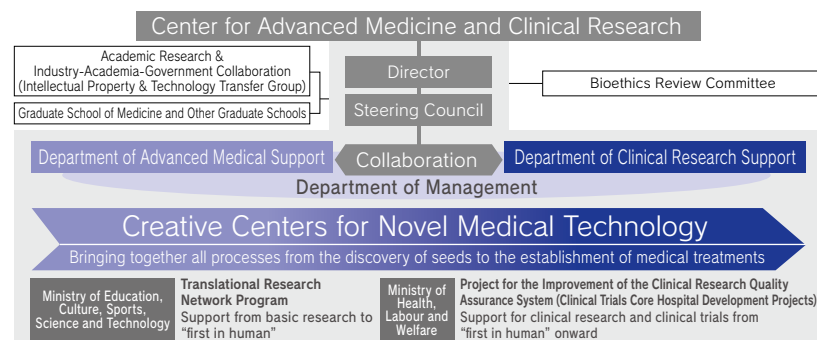 Center for Advanced Medicine and Clinical Research
Academic Research &
Industry-Academia-Government Collaboration
(Intellectual Property & Technology Transfer Group)
Graduate School of Medicine and Other Graduate Schools
Director
Steering Council
Bioethics Review Committee
Department of Advanced Medical Support
Collaboration
Department of Clinical Research Support
Department of Management
Creative Centers for Novel Medical Technology
Bringing together all processes from the discovery of seeds to the establishment of medical treatments
Ministry of Education,
Culture, Sports,
Science and Technology
Translational Research
Network Program
Support from basic research to
“first in human”
Ministry of
Health,
Labour and
Welfare
Project for the Improvement of the Clinical Research Quality
Assurance System (Clinical Trials Core Hospital Development Projects)
Support for clinical research and clinical trials from
“first in human” onward